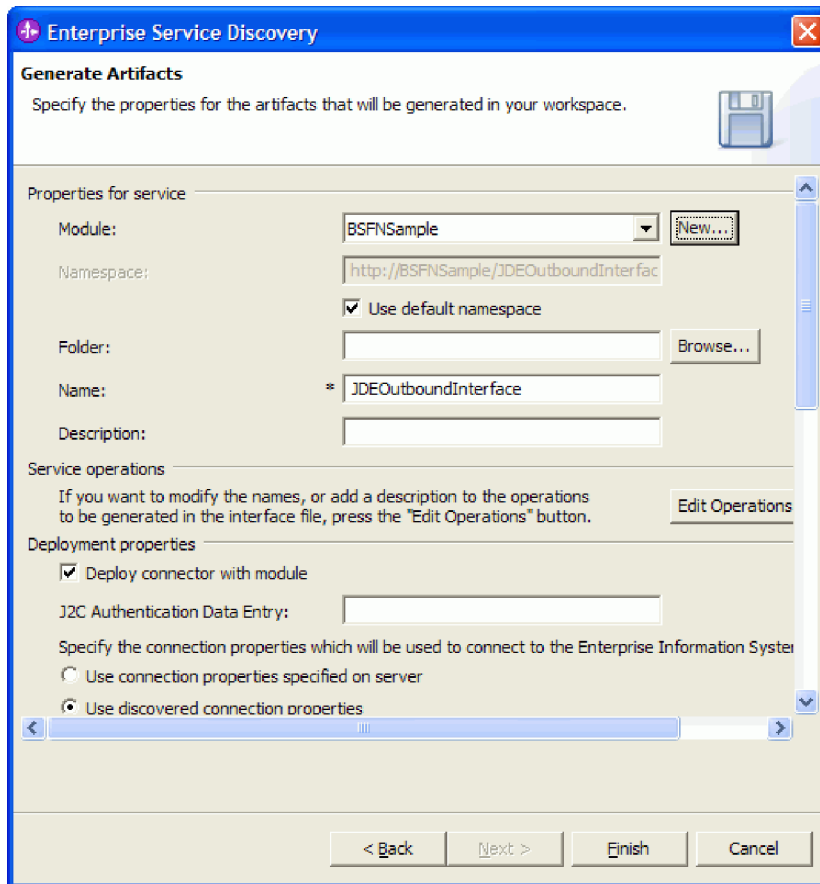 Enterprise Service Discovery
Generate Artifacts
Specify the properties for the artifacts that will be generated in your workspace.
Properties for service
Module: BSFNSample New...
Namespace: http://BSFNSample/JDEOutboundInterfac
Use default namespace
Folder: Browse...
Name: * JDEOutboundInterface
Description:
Service operations
If you want to modify the names, or add a description to the operations
to be generated in the interface file, press the "Edit Operations" button. Edit Operations
Deployment properties
Deploy connector with module
J2C Authentication Data Entry:
Specify the connection properties which will be used to connect to the Enterprise Information System
Use connection properties specified on server
Use discovered connection properties
< Back Next > Finish Cancel